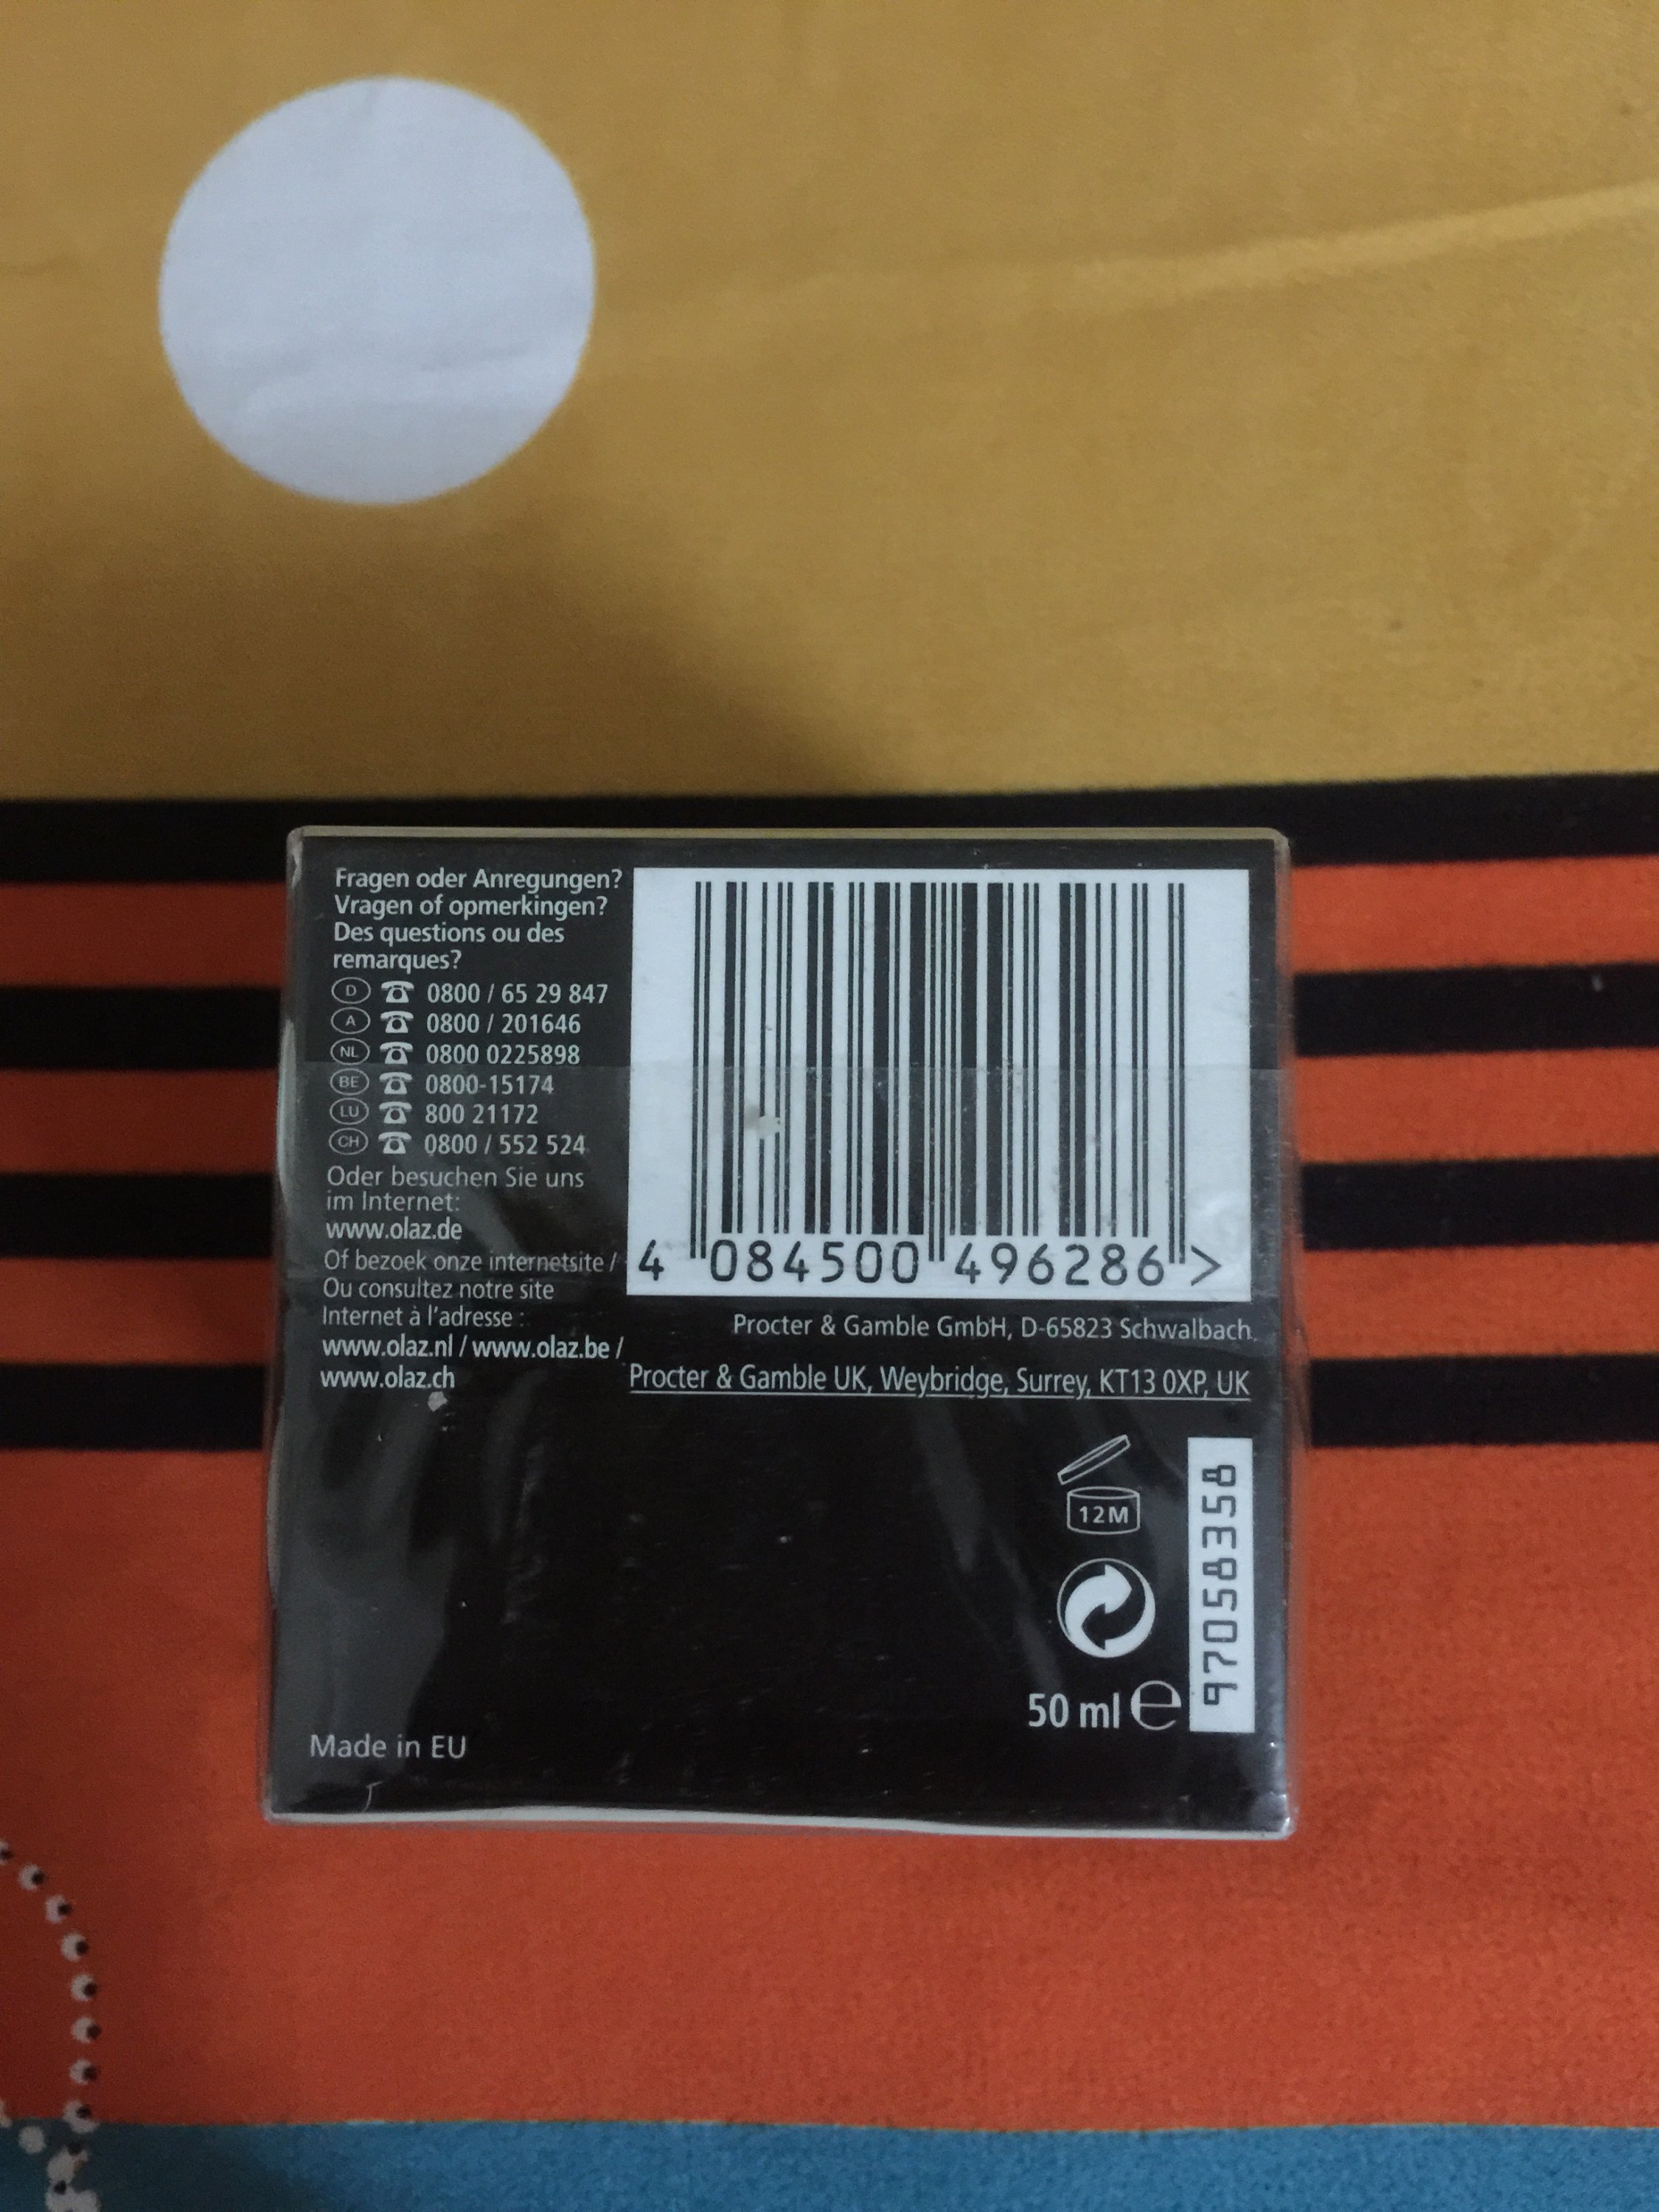 Fragen oder Anregungen?
Vragen of opmerkingen?
Des questions ou des
remarques?
D ☎ 0800 / 65 29 847
A ☎ 0800 / 201646
NL ☎ 0800 0225898
BE ☎ 0800-15174
LU ☎ 800 21172
CH ☎ 0800 / 552 524
Oder besuchen Sie uns
im Internet:
www.olaz.de
Of bezoek onze internetsite /
Ou consultez notre site
Internet à l'adresse :
www.olaz.nl / www.olaz.be /
www.olaz.ch
4 084500 496286 >
Procter & Gamble GmbH, D-65823 Schwalbach.
Procter & Gamble UK, Weybridge, Surrey, KT13 0XP, UK
12M
97058358
50 ml e
Made in EU